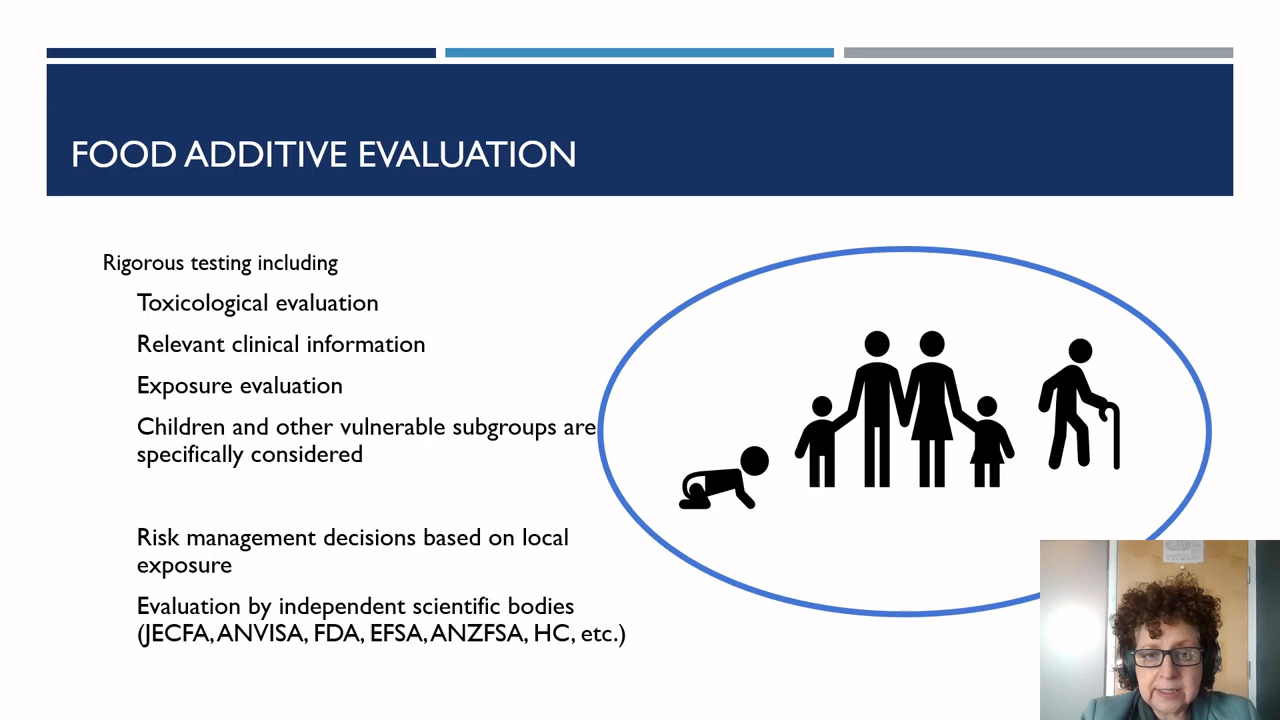 FOOD ADDITIVE EVALUATION
Rigorous testing including
Toxicological evaluation
Relevant clinical information
Exposure evaluation
Children and other vulnerable subgroups are
specifically considered
Risk management decisions based on local
exposure
Evaluation by independent scientific bodies
(JECFA, ANVISA, FDA, EFSA, ANZFSA, HC, etc.)